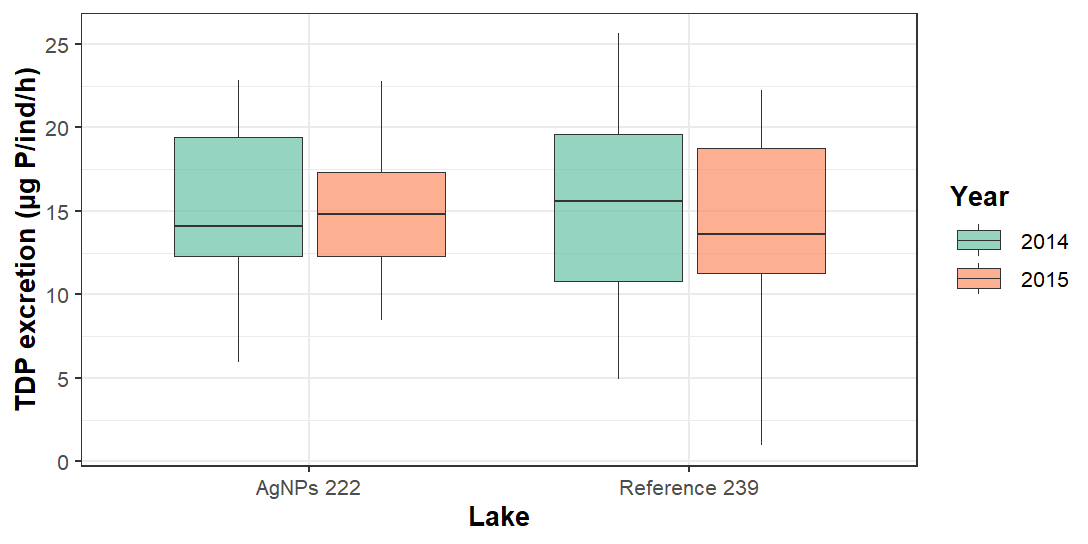 TDP excretion (µg P/ind/h)
25
20
15
10
5
0
AgNPs 222
Reference 239
Lake
Year
2014
2015